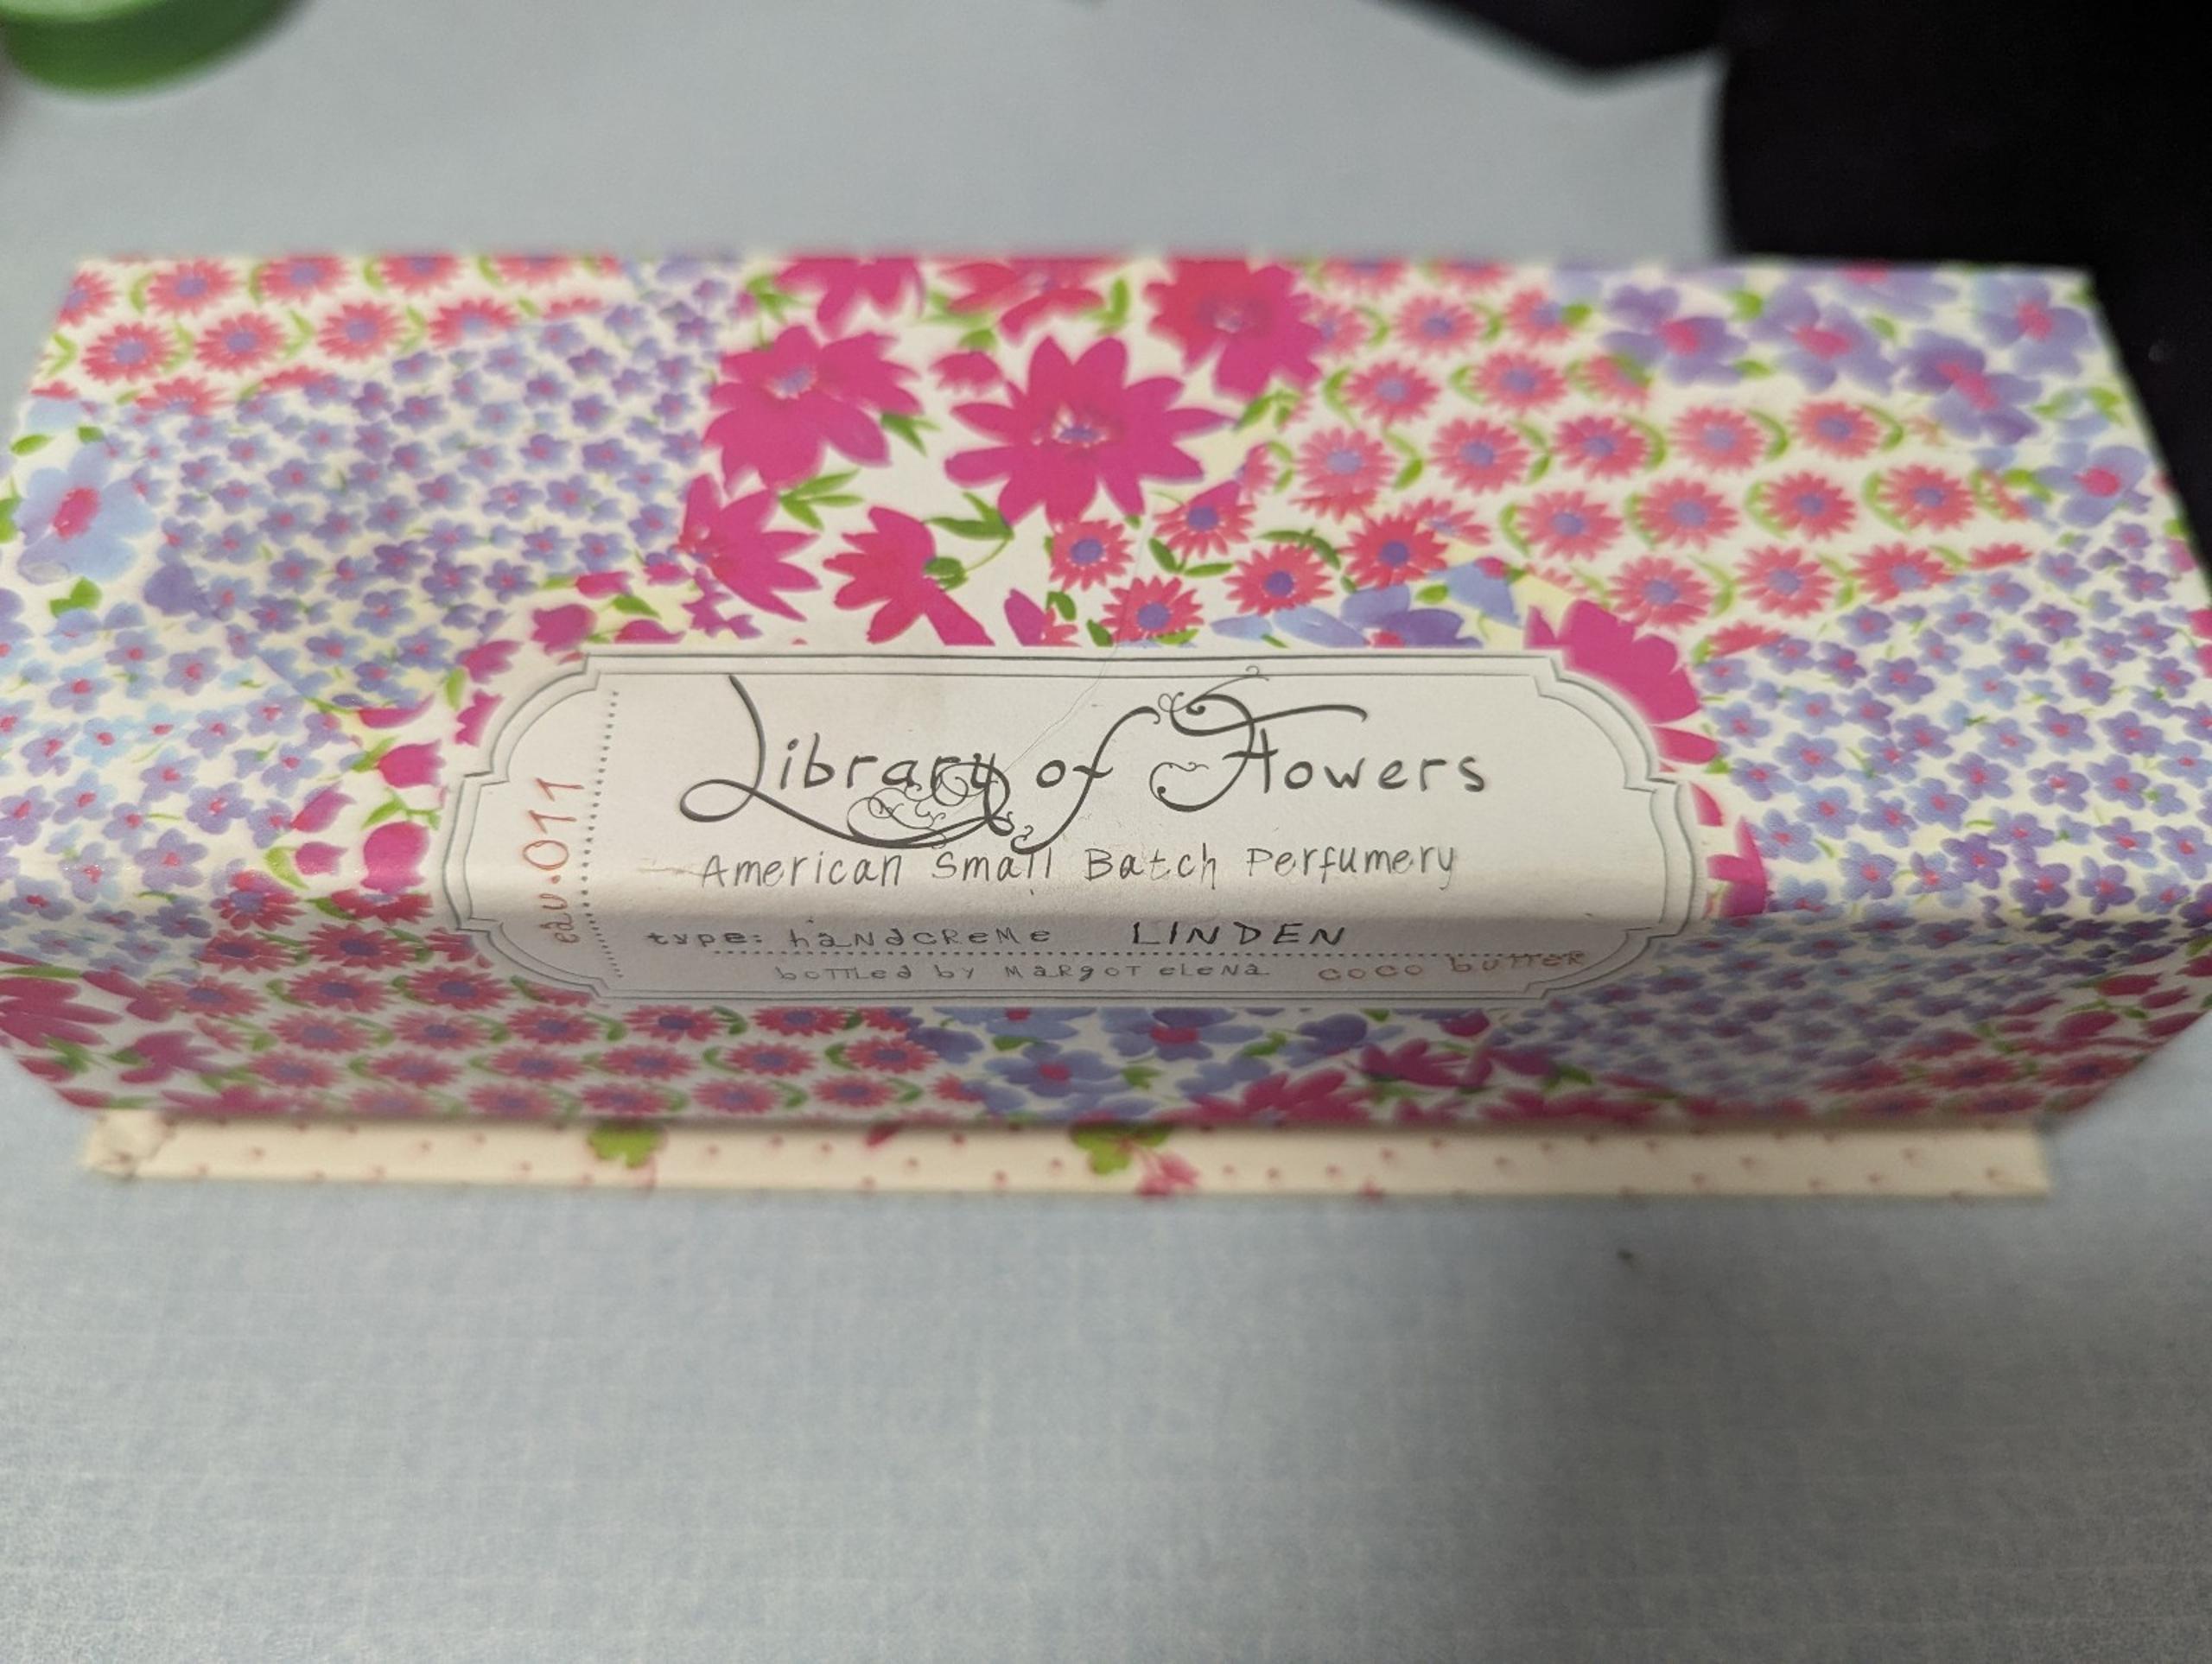 eau.011
Library of Flowers
American Small Batch Perfumery
type: handcreme LINDEN
bottled by Margot elena coco butter